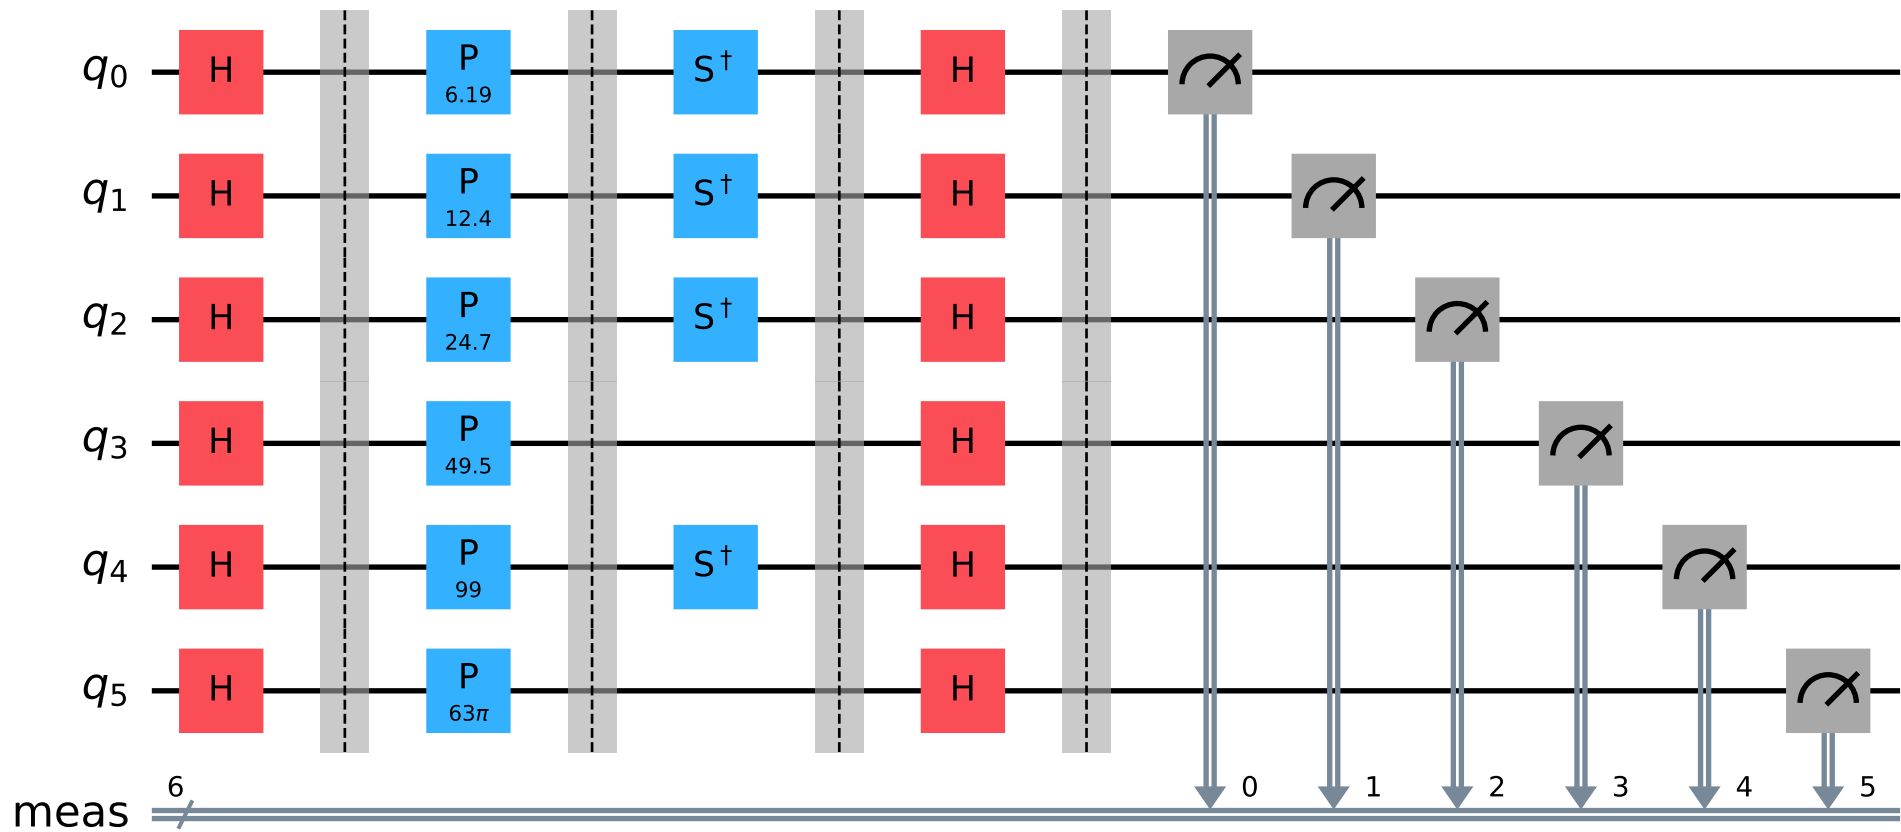 q0 H P 6.19 S† H
q1 H P 12.4 S† H
q2 H P 24.7 S† H
q3 H P 49.5 H
q4 H P 99 S† H
q5 H P 63π H
meas 6 0 1 2 3 4 5